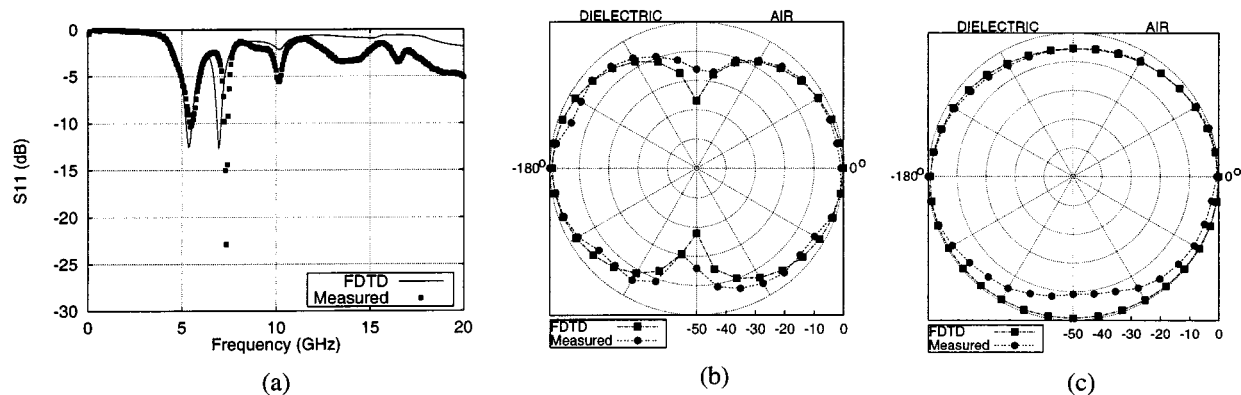 0
-5
-10
-15
-20
-25
-30
S11 (dB)
FDTD
Measured
0 5 10 15 20
Frequency (GHz)
(a)
DIELECTRIC AIR
-180° 0°
FDTD
Measured
-50 -40 -30 -20 -10 0
(b)
DIELECTRIC AIR
-180° 0°
FDTD
Measured
-50 -40 -30 -20 -10 0
(c)